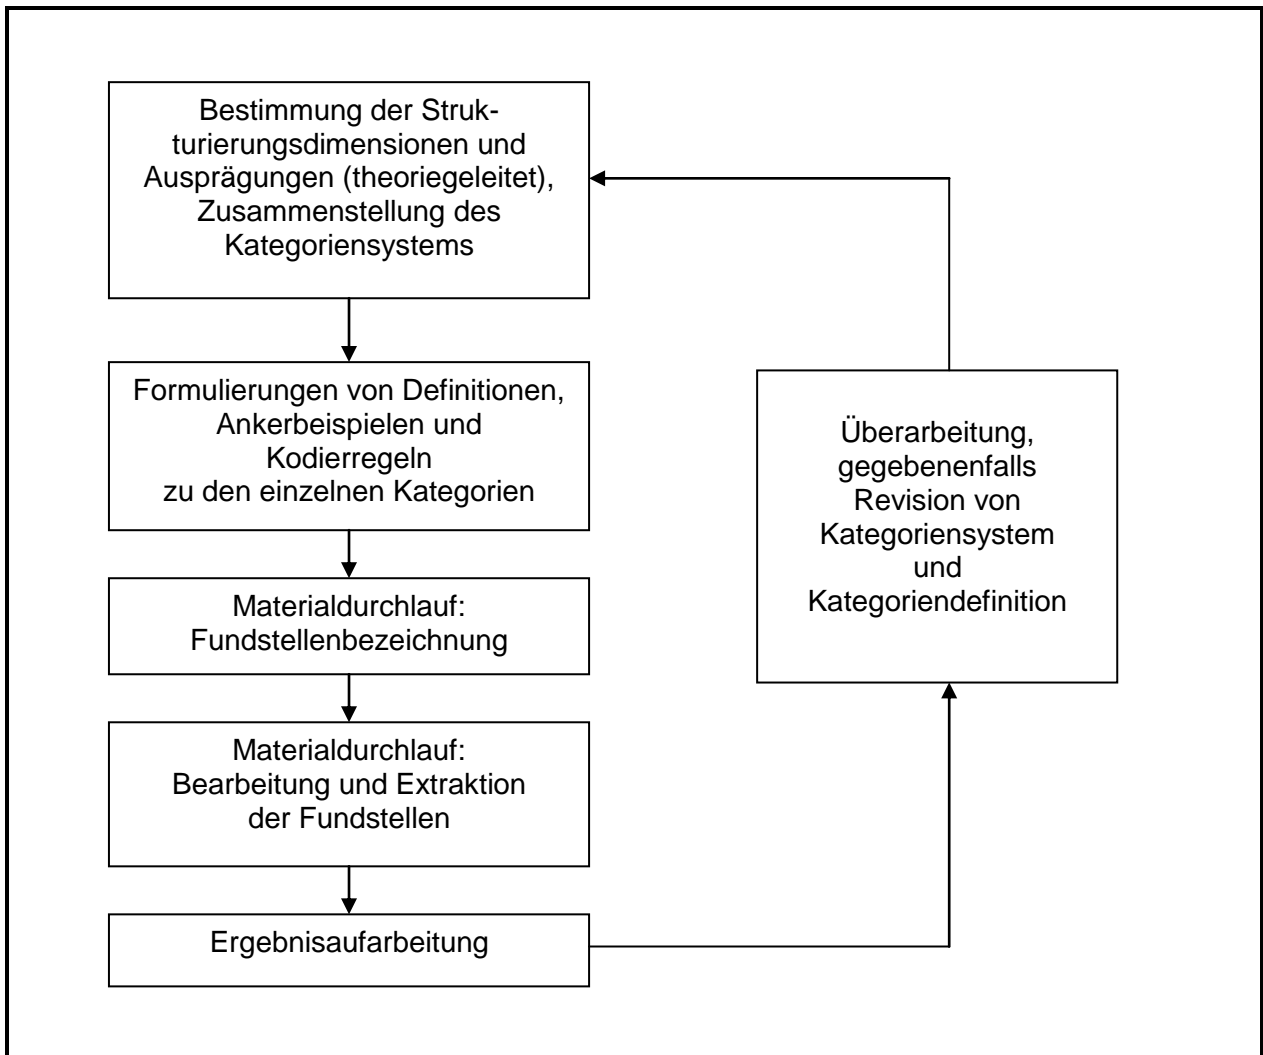 Bestimmung der Struk-
turierungsdimensionen und
Ausprägungen (theoriegeleitet),
Zusammenstellung des
Kategoriensystems
Formulierungen von Definitionen,
Ankerbeispielen und
Kodierregeln
zu den einzelnen Kategorien
Materialdurchlauf:
Fundstellenbezeichnung
Materialdurchlauf:
Bearbeitung und Extraktion
der Fundstellen
Ergebnisaufarbeitung
Überarbeitung,
gegebenenfalls
Revision von
Kategoriensystem
und
Kategoriendefinition